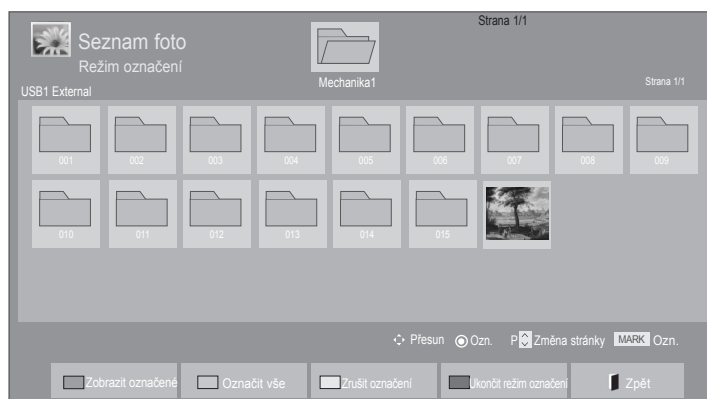 Strana 1/1
Seznam foto
Režim označení
Mechanika1
USB1 External
Strana 1/1
001 002 003 004 005 006 007 008 009
010 011 012 013 014 015
Přesun Ozn. P Změna stránky MARK Ozn.
Zobrazit označené Označit vše Zrušit označení Ukončit režim označení Zpět